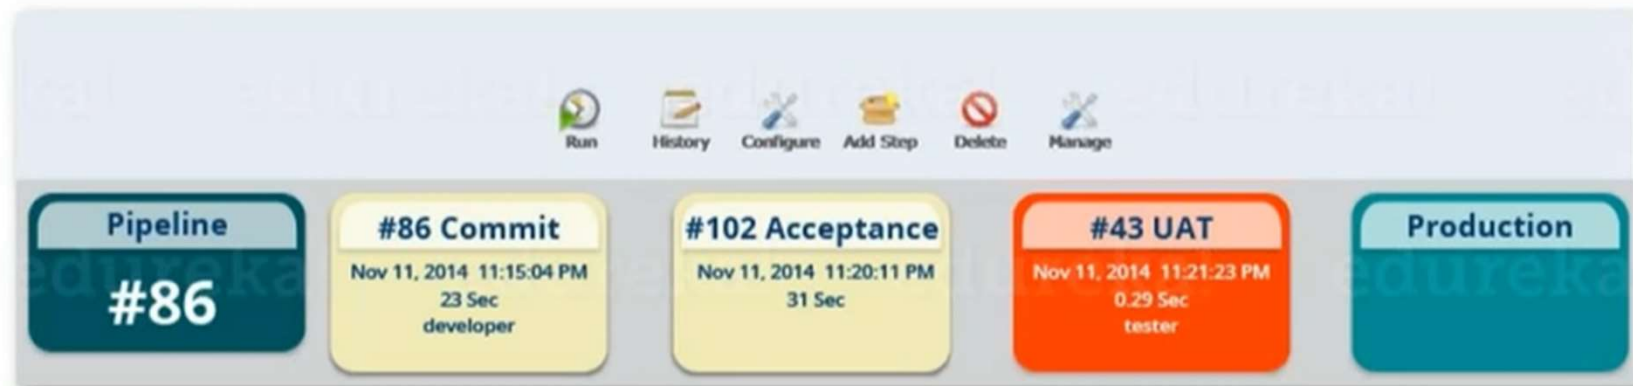 Run
History
Configure
Add Step
Delete
Manage
Pipeline
#86
#86 Commit
Nov 11, 2014 11:15:04 PM
23 Sec
developer
#102 Acceptance
Nov 11, 2014 11:20:11 PM
31 Sec
#43 UAT
Nov 11, 2014 11:21:23 PM
0.29 Sec
tester
Production
edureka
edureka